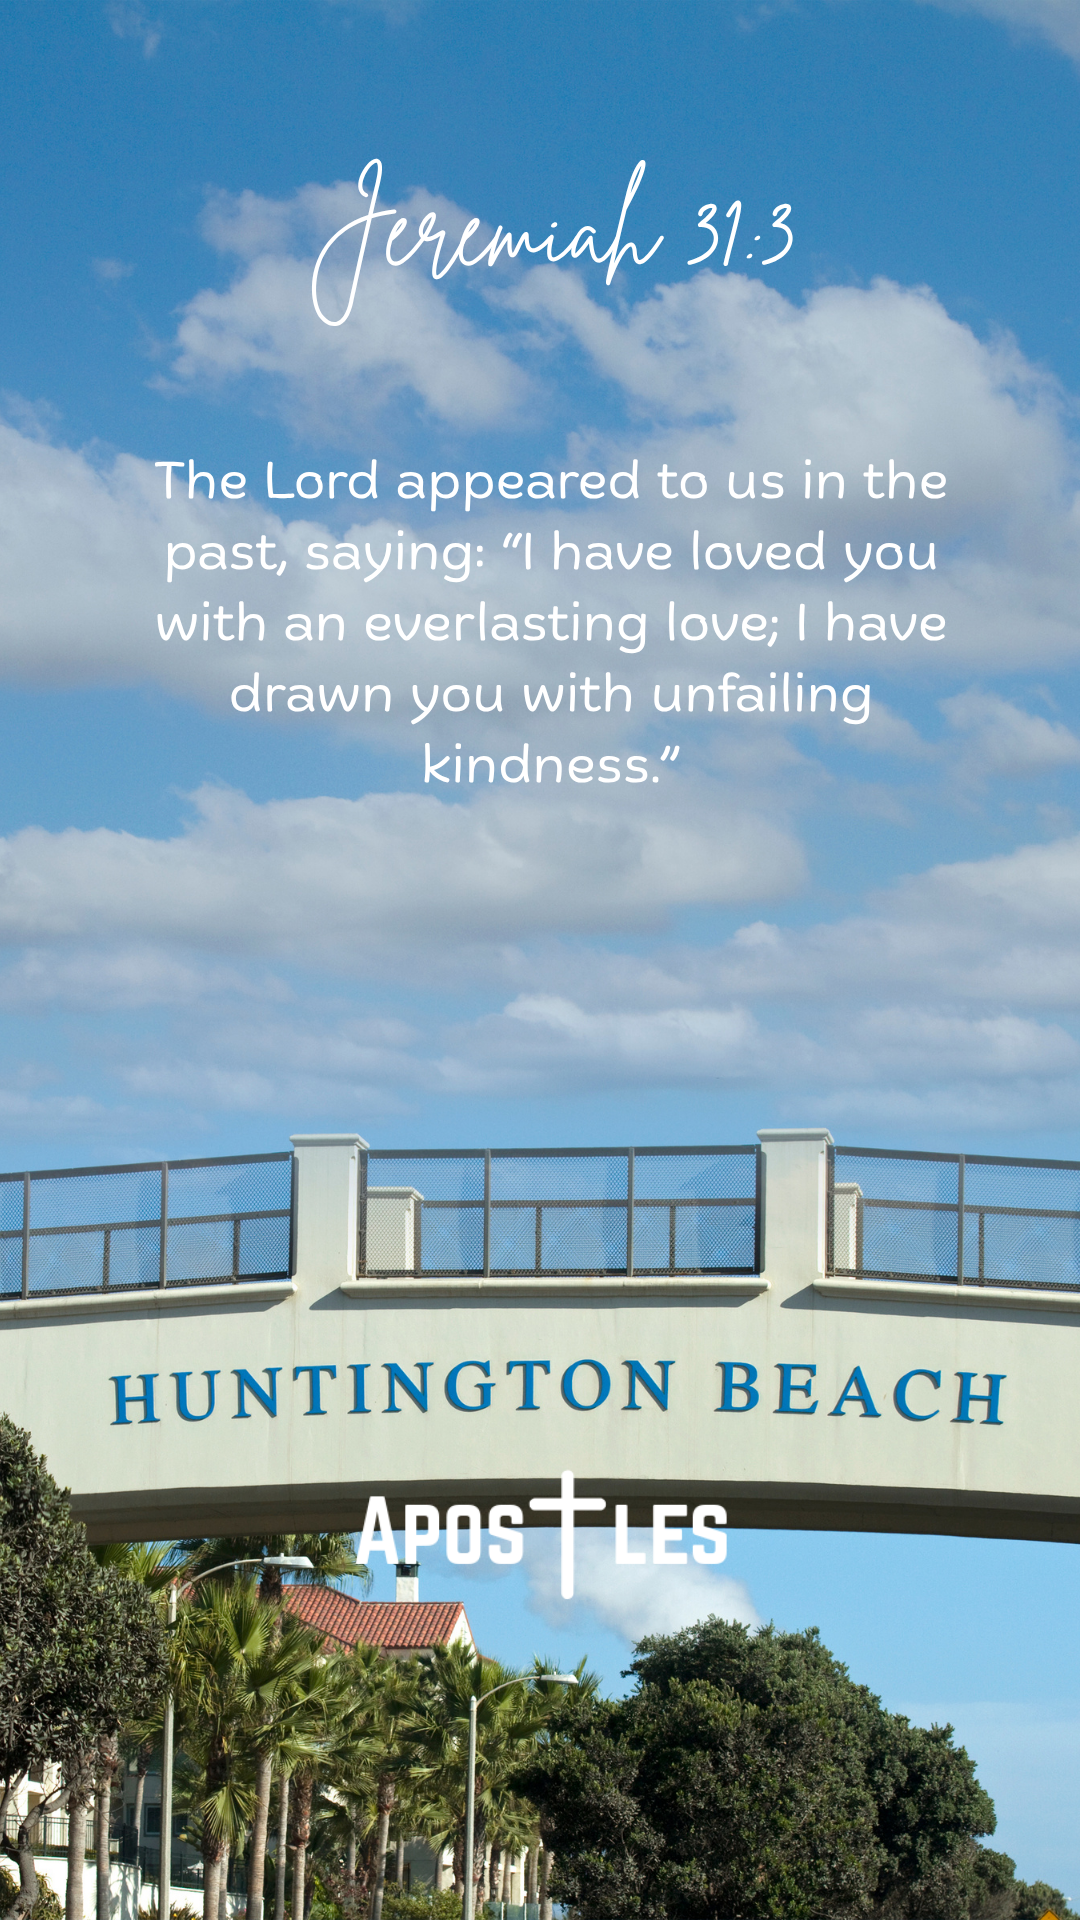 Jeremiah 31:3
The Lord appeared to us in the
past, saying: “I have loved you
with an everlasting love; I have
drawn you with unfailing
kindness.”
HUNTINGTON BEACH
APOSTLES